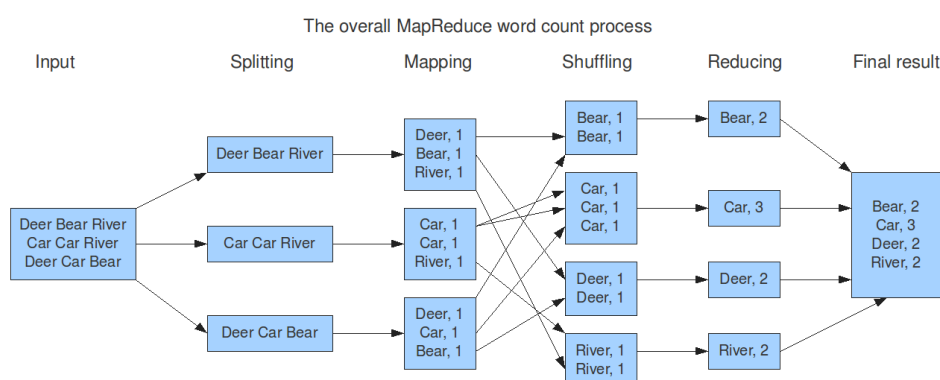 The overall MapReduce word count process
Input
Splitting
Mapping
Shuffling
Reducing
Final result
Deer Bear River
Car Car River
Deer Car Bear
Deer Bear River
Car Car River
Deer Car Bear
Deer, 1
Bear, 1
River, 1
Car, 1
Car, 1
River, 1
Deer, 1
Car, 1
Bear, 1
Bear, 1
Bear, 1
Car, 1
Car, 1
Car, 1
Deer, 1
Deer, 1
River, 1
River, 1
Bear, 2
Car, 3
Deer, 2
River, 2
Bear, 2
Car, 3
Deer, 2
River, 2